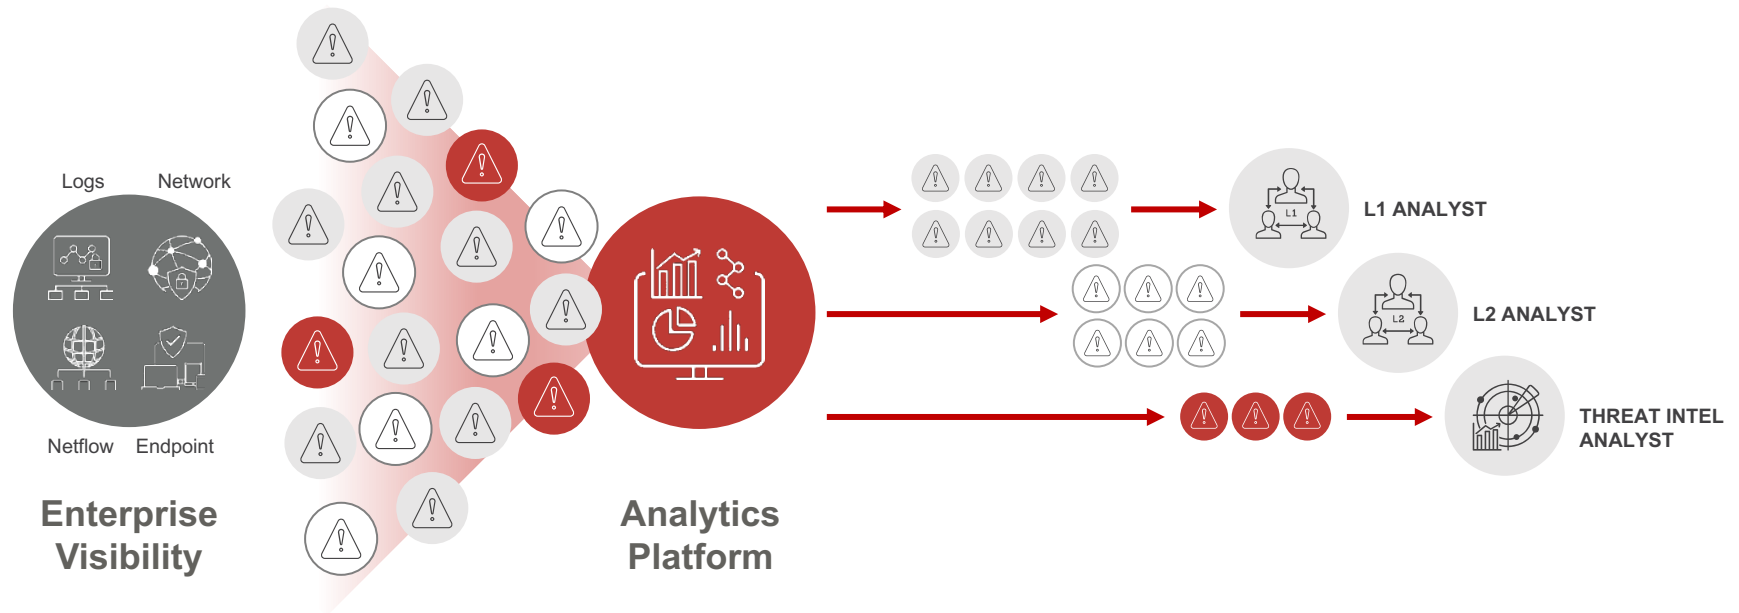 Logs
Network
Netflow
Endpoint
Enterprise
Visibility
Analytics
Platform
L1
L1 ANALYST
L2
L2 ANALYST
THREAT INTEL
ANALYST